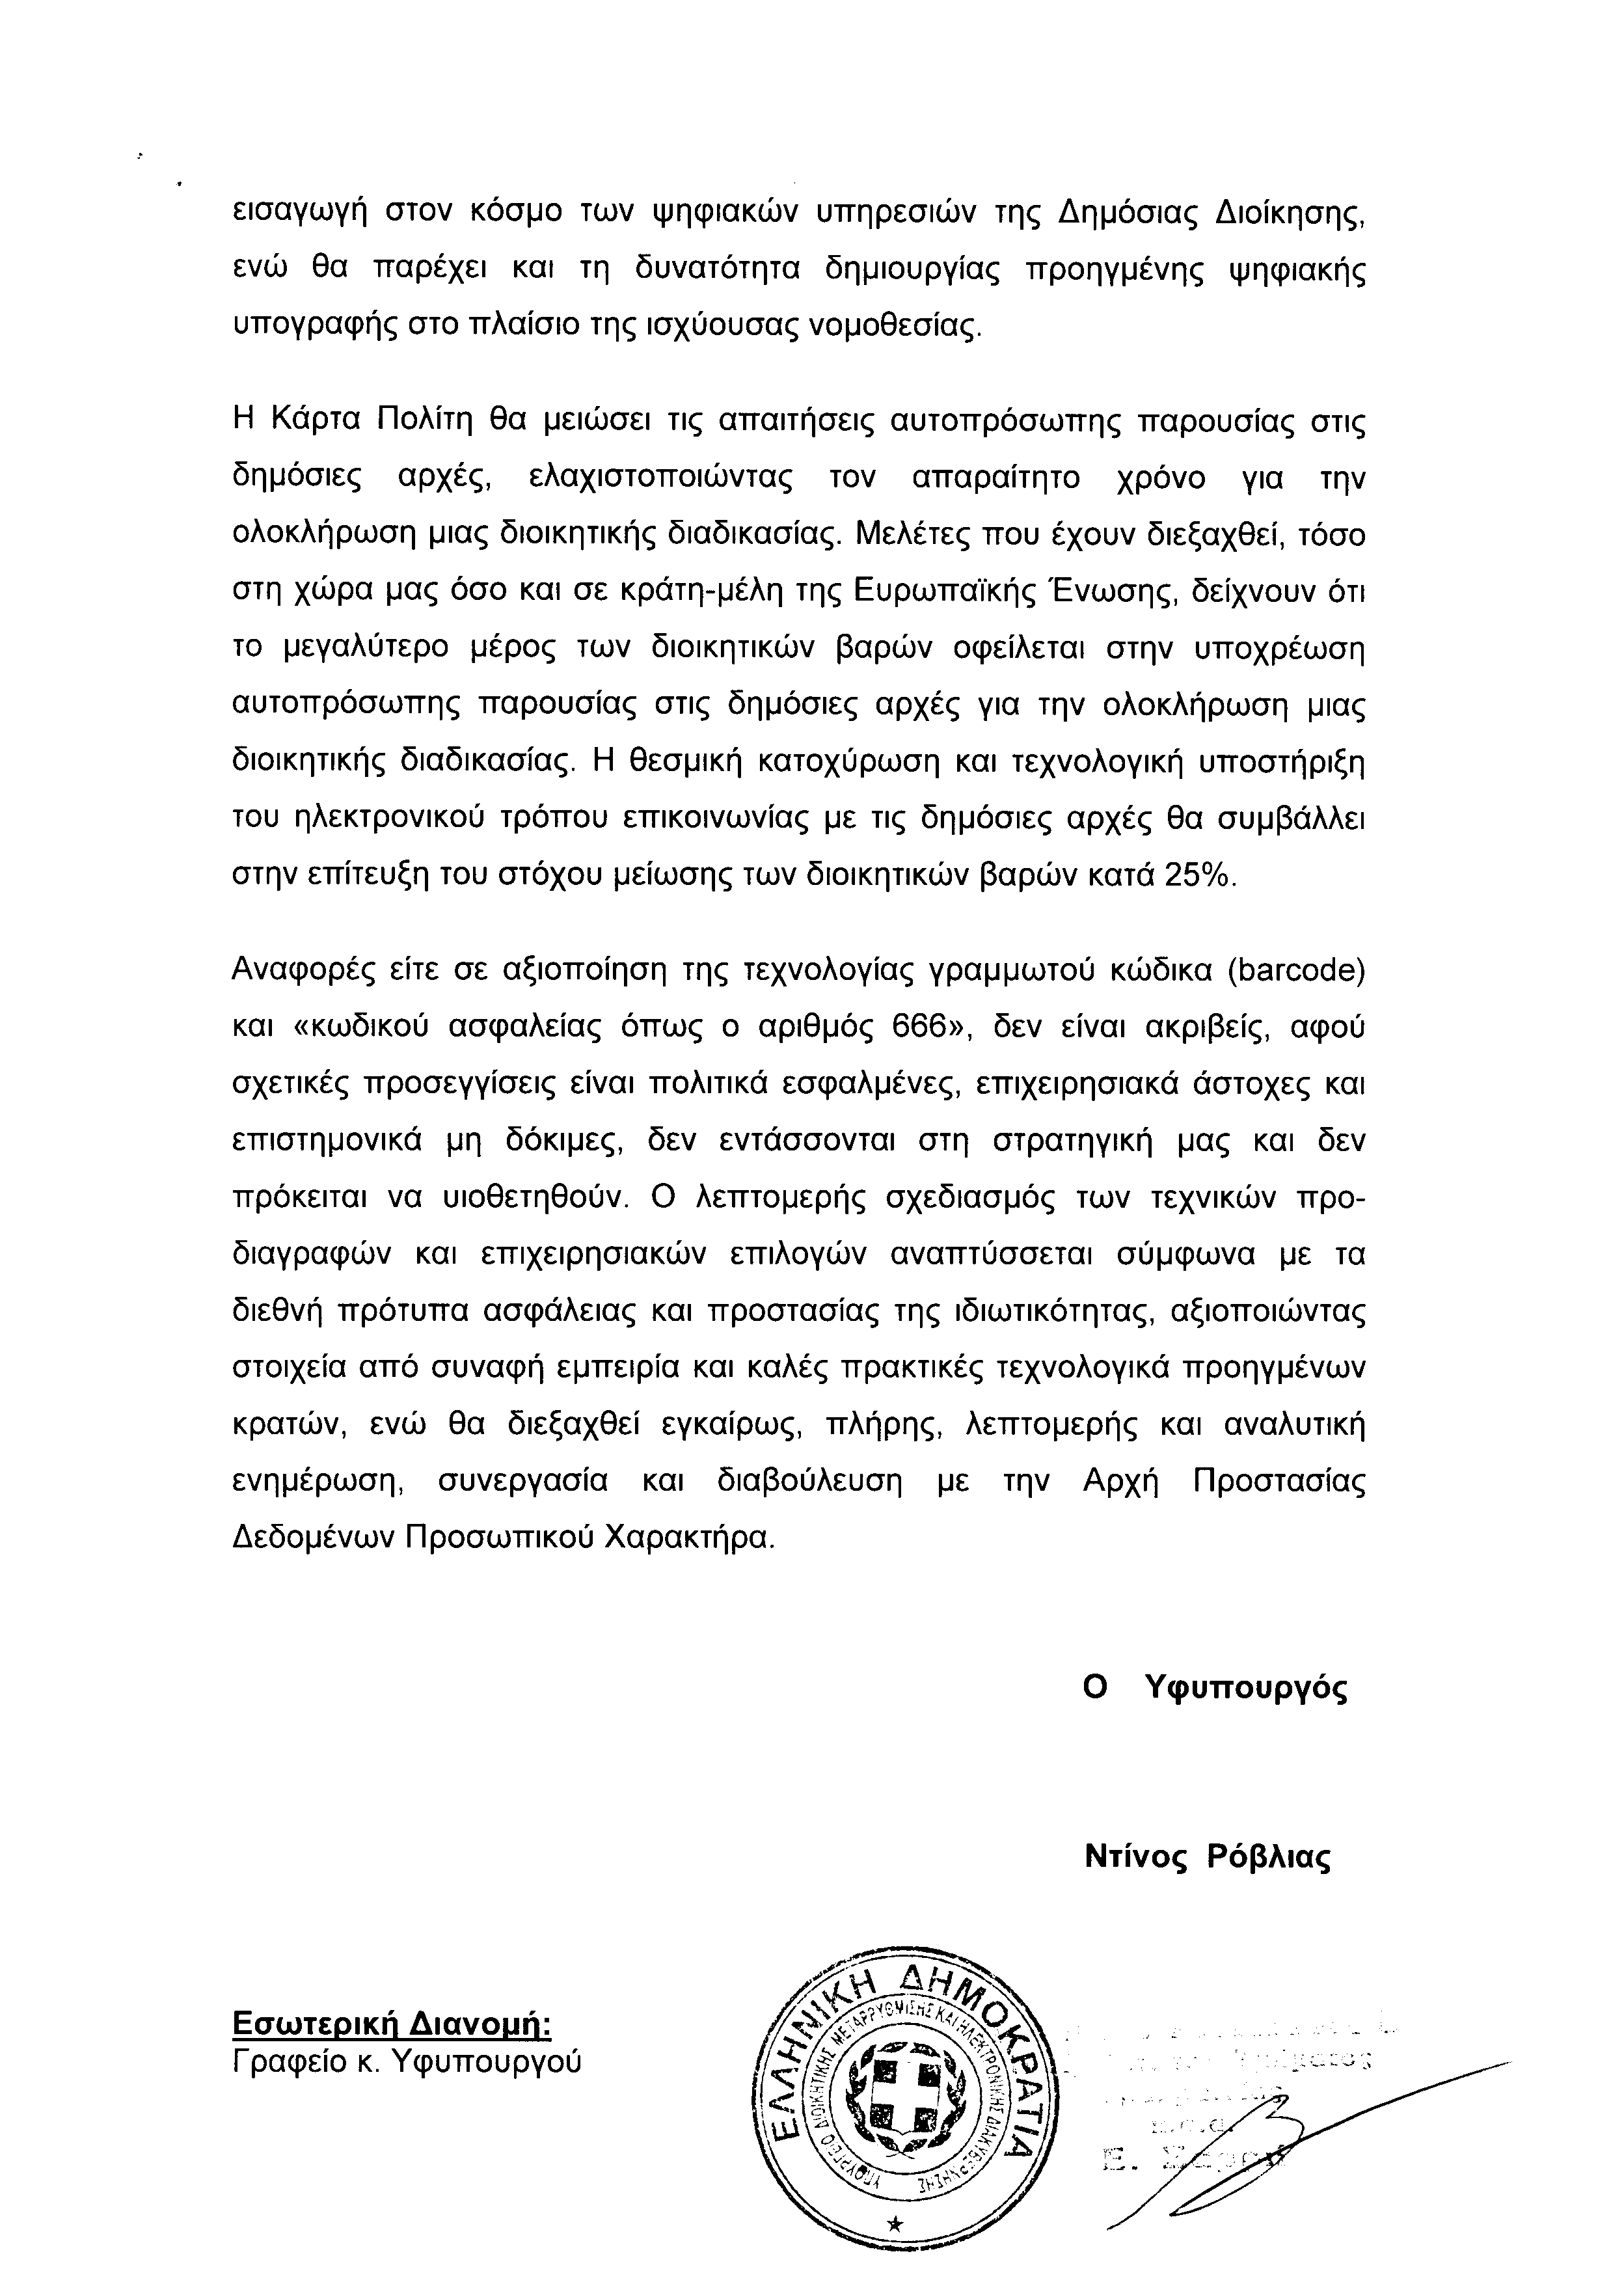 εισαγωγή στον κόσμο των ψηφιακών υπηρεσιών της Δημόσιας Διοίκησης,
ενώ θα παρέχει και τη δυνατότητα δημιουργίας προηγμένης ψηφιακής
υπογραφής στο πλαίσιο της ισχύουσας νομοθεσίας.
Η Κάρτα Πολίτη θα μειώσει τις απαιτήσεις αυτοπρόσωπης παρουσίας στις
δημόσιες αρχές, ελαχιστοποιώντας τον απαραίτητο χρόνο για την
ολοκλήρωση μιας διοικητικής διαδικασίας. Μελέτες που έχουν διεξαχθεί, τόσο
στη χώρα μας όσο και σε κράτη-μέλη της Ευρωπαϊκής Ένωσης, δείχνουν ότι
το μεγαλύτερο μέρος των διοικητικών βαρών οφείλεται στην υποχρέωση
αυτοπρόσωπης παρουσίας στις δημόσιες αρχές για την ολοκλήρωση μιας
διοικητικής διαδικασίας. Η θεσμική κατοχύρωση και τεχνολογική υποστήριξη
του ηλεκτρονικού τρόπου επικοινωνίας με τις δημόσιες αρχές θα συμβάλλει
στην επίτευξη του στόχου μείωσης των διοικητικών βαρών κατά 25%.
Αναφορές είτε σε αξιοποίηση της τεχνολογίας γραμμωτού κώδικα (barcode)
και «κωδικού ασφαλείας όπως ο αριθμός 666», δεν είναι ακριβείς, αφού
σχετικές προσεγγίσεις είναι πολιτικά εσφαλμένες, επιχειρησιακά άστοχες και
επιστημονικά μη δόκιμες, δεν εντάσσονται στη στρατηγική μας και δεν
πρόκειται να υιοθετηθούν. Ο λεπτομερής σχεδιασμός των τεχνικών προ-
διαγραφών και επιχειρησιακών επιλογών αναπτύσσεται σύμφωνα με τα
διεθνή πρότυπα ασφάλειας και προστασίας της ιδιωτικότητας, αξιοποιώντας
στοιχεία από συναφή εμπειρία και καλές πρακτικές τεχνολογικά προηγμένων
κρατών, ενώ θα διεξαχθεί εγκαίρως, πλήρης, λεπτομερής και αναλυτική
ενημέρωση, συνεργασία και διαβούλευση με την Αρχή Προστασίας
Δεδομένων Προσωπικού Χαρακτήρα.
Ο Υφυπουργός
Ντίνος Ρόβλιας
Εσωτερική Διανομή:
Γραφείο κ. Υφυπουργού
ΕΛΛΗΝΙΚΗ ΔΗΜΟΚΡΑΤΙΑ
ΥΠΟΥΡΓΕΙΟ ΔΙΟΙΚΗΤΙΚΗΣ ΜΕΤΑΡΡΥΘΜΙΣΗΣ ΚΑΙ ΗΛΕΚΤΡΟΝΙΚΗΣ ΔΙΑΚΥΒΕΡΝΗΣΗΣ